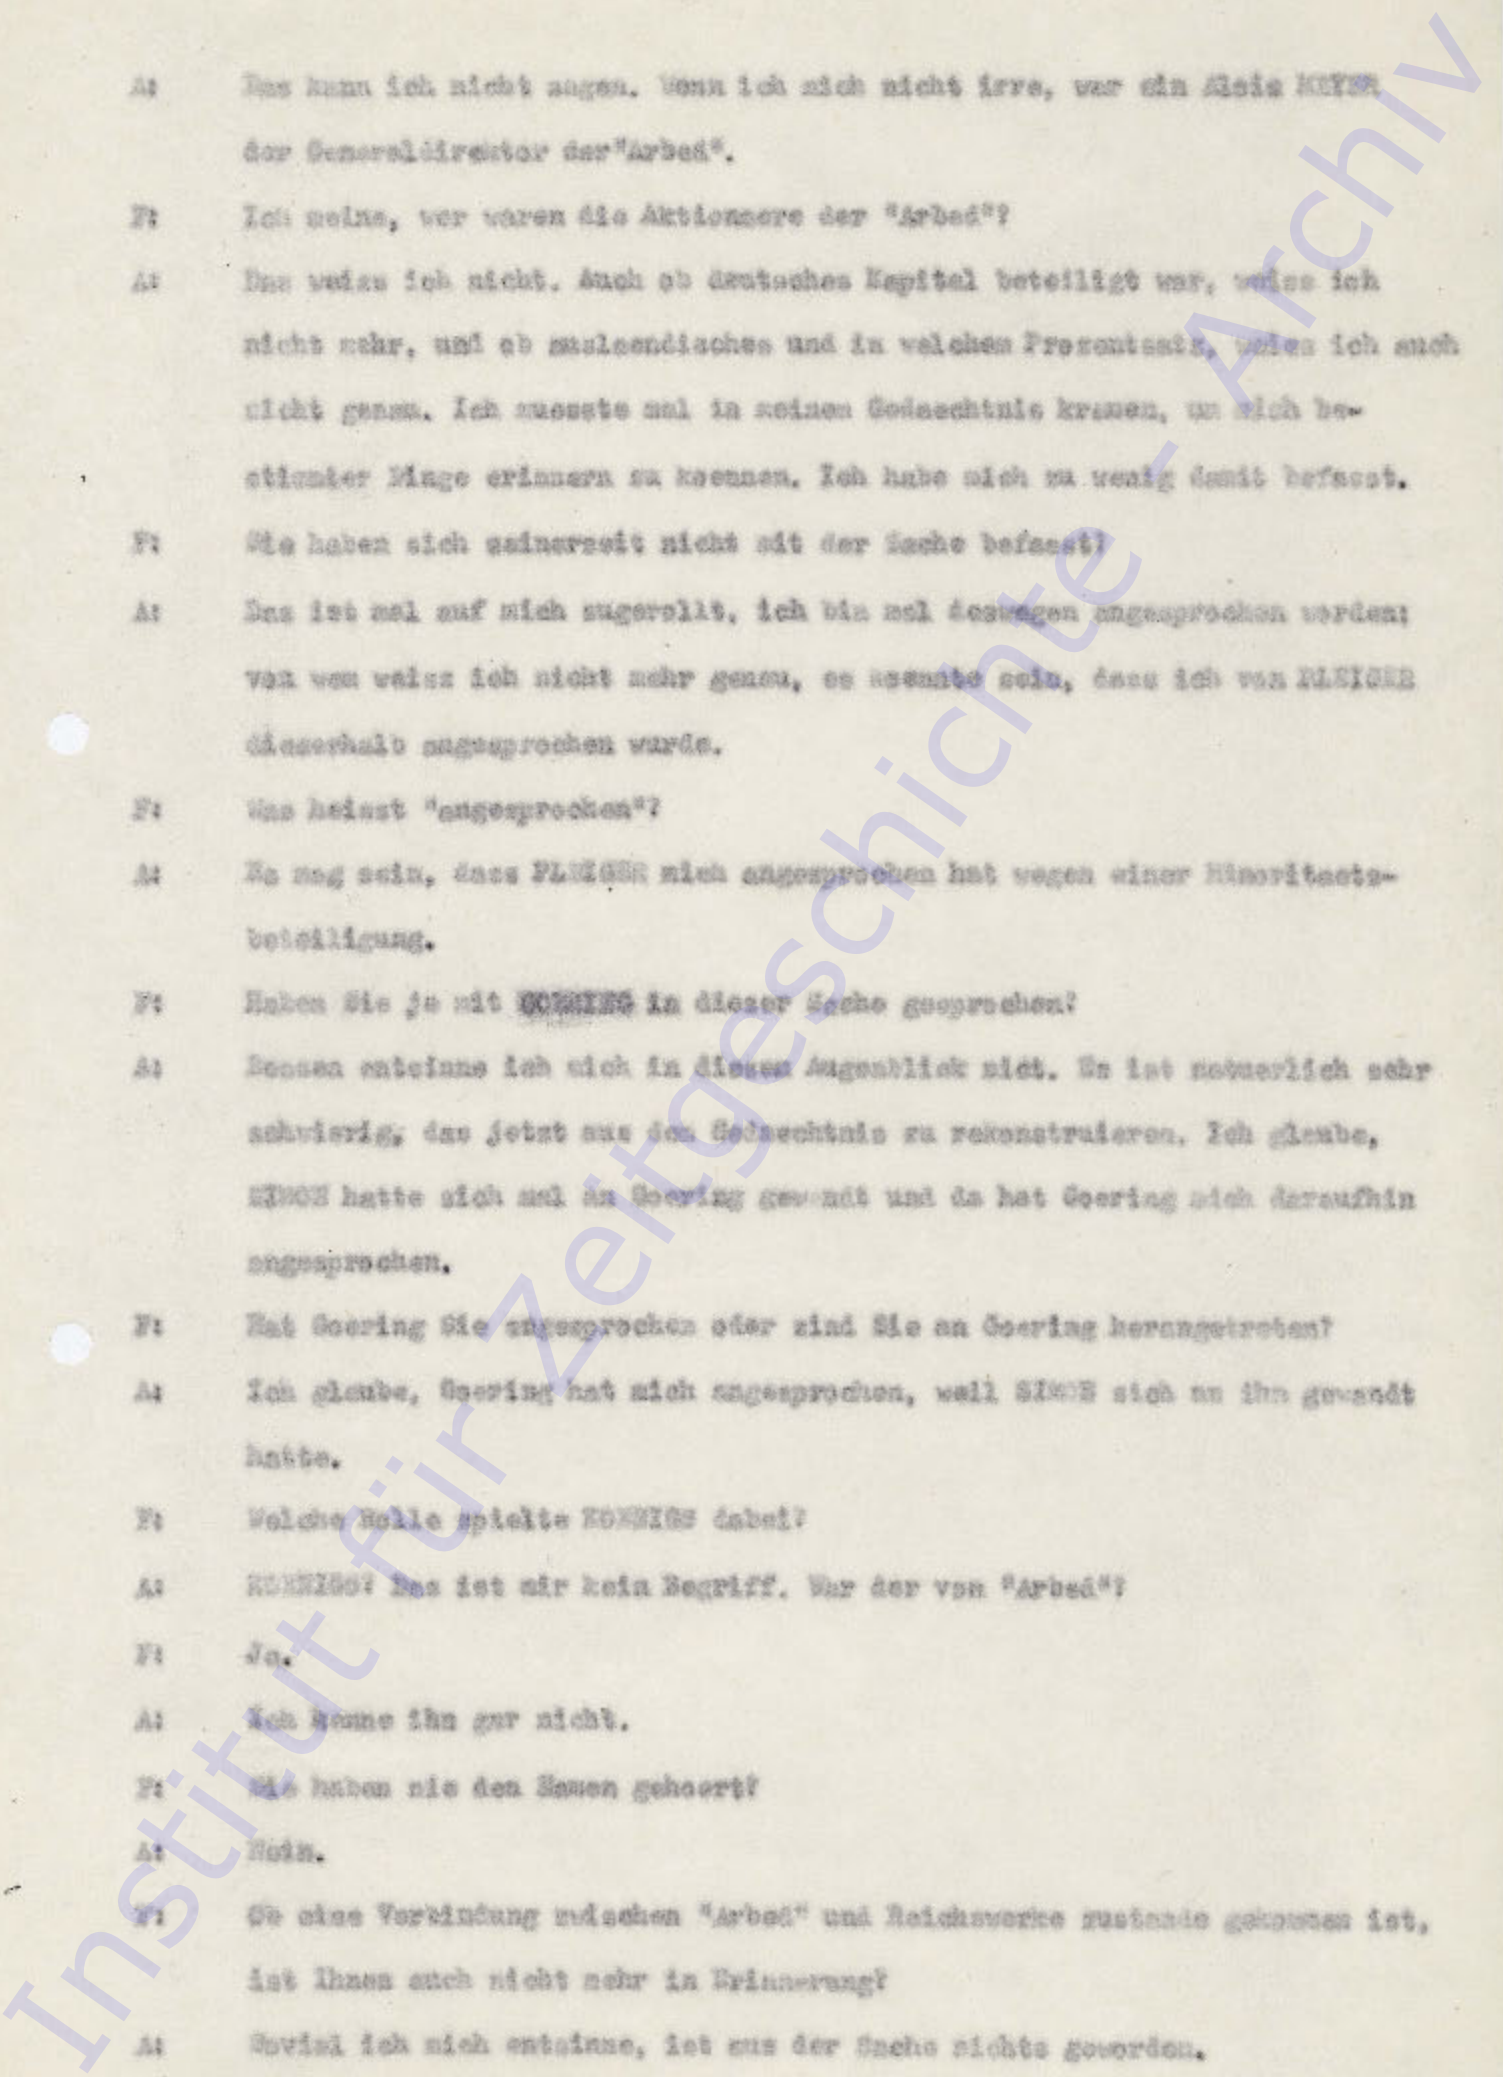 A: Das kann ich nicht sagen. Wenn ich mich nicht irre, war ein Alois MEYER
der Generaldirektor der "Arbed".
F: Ich meine, wer waren die Aktionaere der "Arbed"?
A: Das weiss ich nicht. Auch ob deutsches Kapital beteiligt war, weiss ich
nicht mehr, und ob auslaendisches und in welchem Prozentsatz, weiss ich auch
nicht genau. Ich muesste mal in meinem Gedaechtnis kramen, um mich be-
stimmter Dinge erinnern zu koennen. Ich habe mich zu wenig damit befasst.
F: Sie haben sich seinerzeit nicht mit der Sache befasst?
A: Das ist mal auf mich zugerollt, ich bin mal deswegen angesprochen worden;
von wem weiss ich nicht mehr genau, es koennte sein, dass ich von PLEIGER
dieserhalb angesprochen wurde.
F: Was heisst "angesprochen"?
A: Es mag sein, dass PLEIGER mich angesprochen hat wegen einer Minoritaets-
beteiligung.
F: Haben Sie je mit GOERING in dieser Sache gesprochen?
A: Dessen entsinne ich mich in diesem Augenblick nict. Es ist natuerlich sehr
schwierig, das jetzt aus dem Gedaechtnis zu rekonstruieren. Ich glaube,
SIMON hatte sich mal an Goering gewandt und da hat Goering mich daraufhin
angesprochen.
F: Hat Goering Sie angesprochen oder sind Sie an Goering herangetreten?
A: Ich glaube, Goering hat mich angesprochen, weil SIMON sich an ihn gewandt
hatte.
F: Welche Rolle spielte KOENIGS dabei?
A: KOENIGS? Das ist mir kein Begriff. War der von "Arbed"?
F: Ja.
A: Ich kenne ihn gar nicht.
F: Sie haben nie den Namen gehoert?
A: Nein.
F: Ob eine Verbindung zwischen "Arbed" und Reichswerke zustande gekommen ist,
ist Ihnen auch nicht mehr in Erinnerung?
A: Soviel ich mich entsinne, ist aus der Sache nichts geworden.
Institut für Zeitgeschichte - Archiv